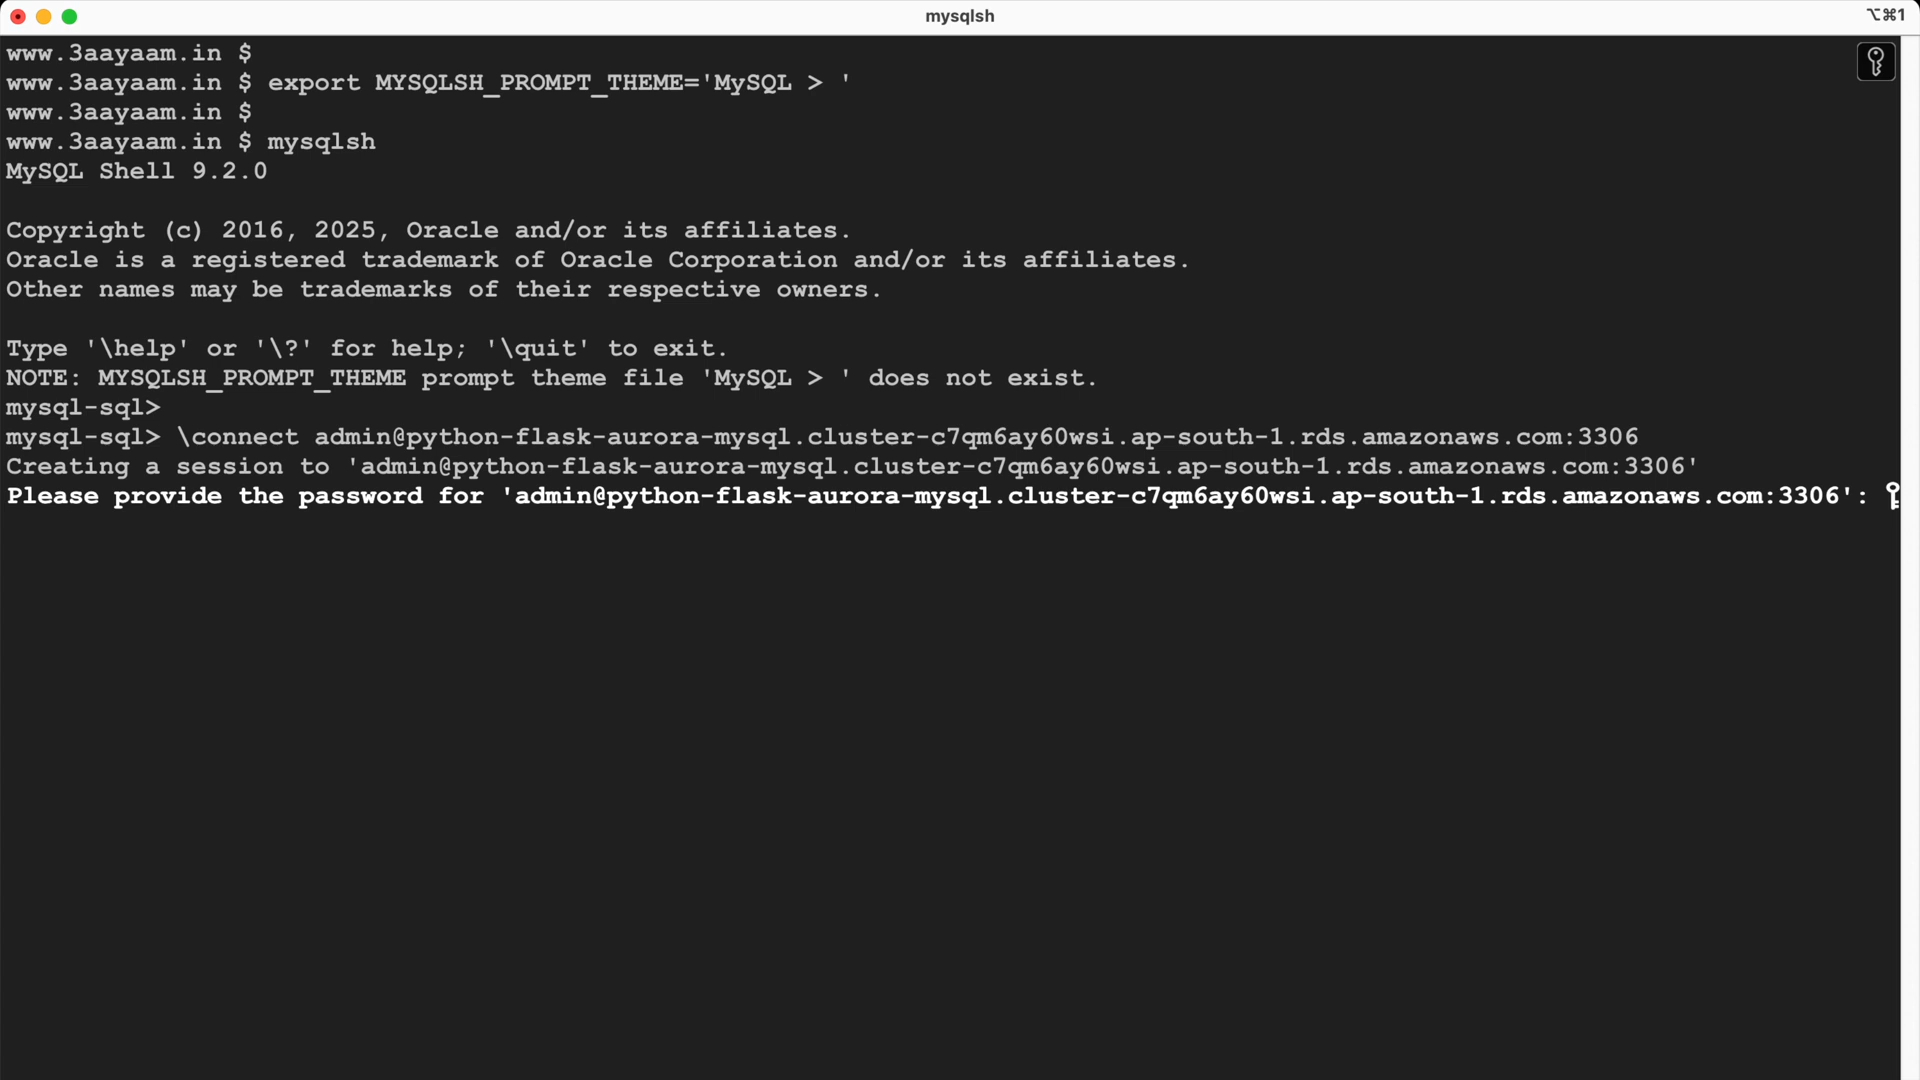 mysqlsh
⌥⌘1
www.3aayaam.in $
www.3aayaam.in $ export MYSQLSH_PROMPT_THEME='MySQL > '
www.3aayaam.in $
www.3aayaam.in $ mysqlsh
MySQL Shell 9.2.0
Copyright (c) 2016, 2025, Oracle and/or its affiliates.
Oracle is a registered trademark of Oracle Corporation and/or its affiliates.
Other names may be trademarks of their respective owners.
Type '\help' or '\?' for help; '\quit' to exit.
NOTE: MYSQLSH_PROMPT_THEME prompt theme file 'MySQL > ' does not exist.
mysql-sql>
mysql-sql> \connect admin@python-flask-aurora-mysql.cluster-c7qm6ay60wsi.ap-south-1.rds.amazonaws.com:3306
Creating a session to 'admin@python-flask-aurora-mysql.cluster-c7qm6ay60wsi.ap-south-1.rds.amazonaws.com:3306'
Please provide the password for 'admin@python-flask-aurora-mysql.cluster-c7qm6ay60wsi.ap-south-1.rds.amazonaws.com:3306':